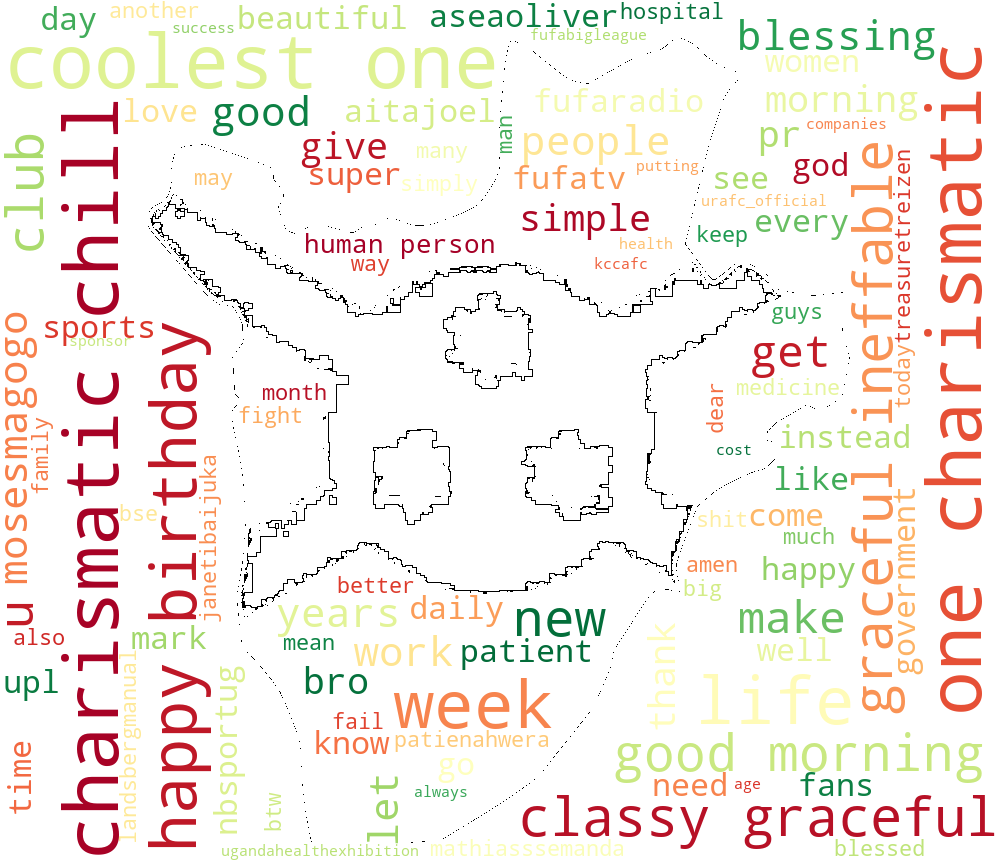 day
another
success
beautiful
aseaoliver
hospital
fufabigleague
blessing
women
coolest one
love
good
aitajoel
man
fufaradio
morning
companies
club
give
super
many
simply
people
fufatv
putting
pr
see
god
urafc_official
may
simple
health
kccafc
keep
every
human person
way
charismatic chill
happy birthday
mosesmagogo
sports
sponsor
family
u
month
fight
bse
janetibaijuka
guys
get
medicine
dear
cost
instead
like
ineffable
treasuretreizen
today
one charismatic
shit
come
much
amen
happy
big
graceful
government
better
years
daily
new
mean
work
patient
make
well
also
mark
upl
bro
week
fail
know
patienahwera
thank
life
landsbergmanual
nbsportug
time
go
good morning
btw
let
always
need
age
fans
classy graceful
ugandahealthexhibition
mathiasssemanda
blessed